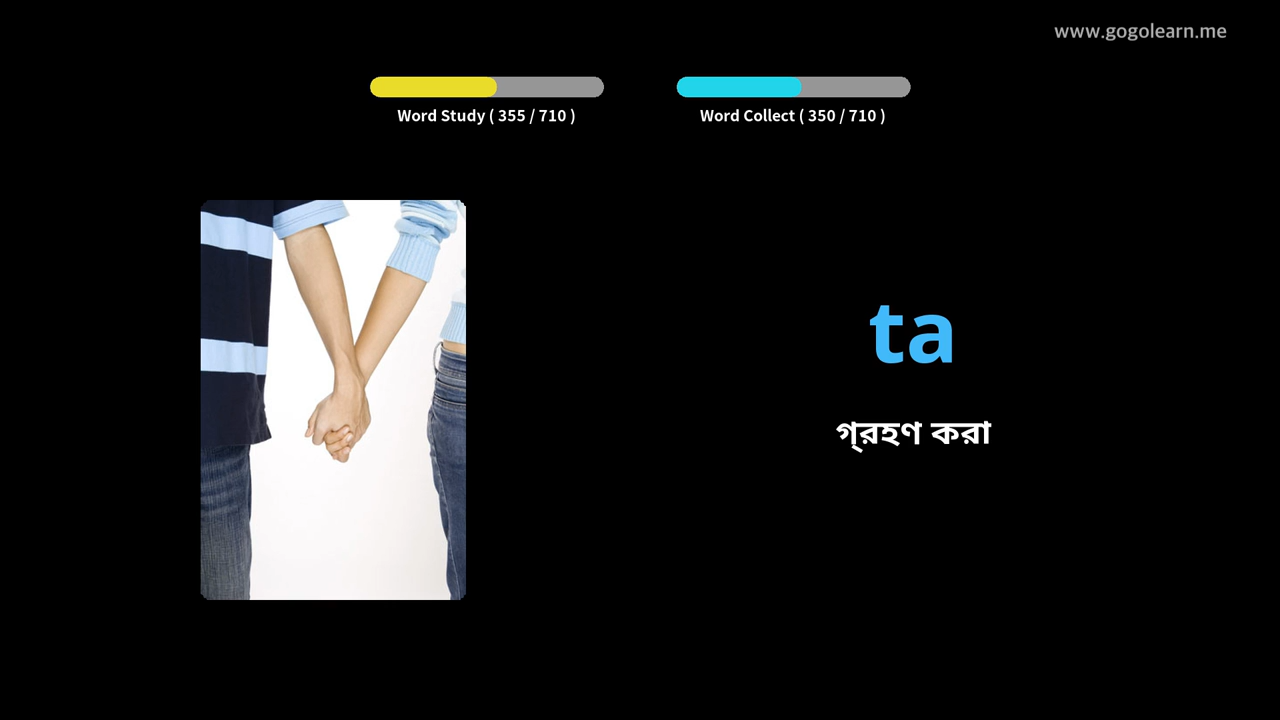 www.gogolearn.me
Word Study ( 355 / 710 )
Word Collect ( 350 / 710 )
ta
গ্রহণ করা